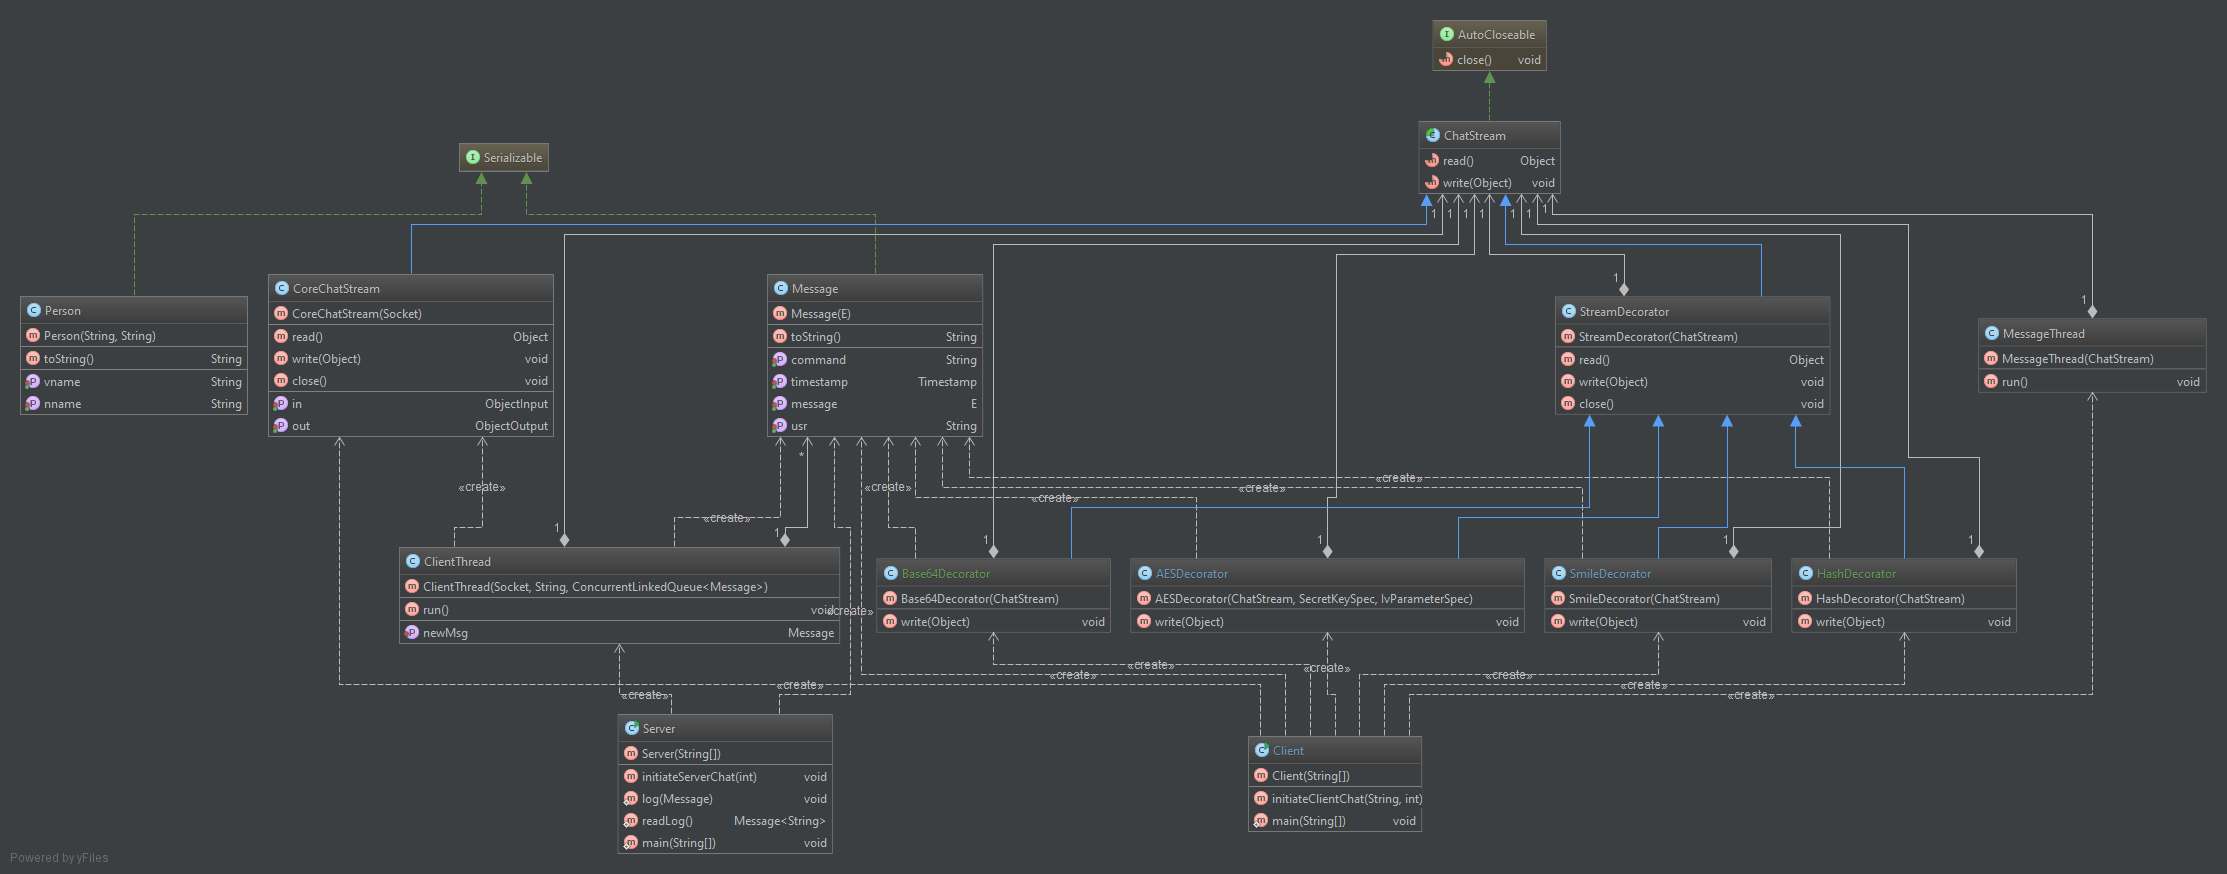 AutoCloseable
close() void
ChatStream
read() Object
write(Object) void
Serializable
1 1 1 1 1 1 1
Person
Person(String, String)
toString() String
vname String
nname String
CoreChatStream
CoreChatStream(Socket)
read() Object
write(Object) void
close() void
in ObjectInput
out ObjectOutput
Message
Message(E)
toString() String
command String
timestamp Timestamp
message E
usr String
1
StreamDecorator
StreamDecorator(ChatStream)
read() Object
write(Object) void
close() void
1
MessageThread
MessageThread(ChatStream)
run() void
*
«create»
«create»
«create»
«create»
«create»
«create»
1
1
1
1
1
1
ClientThread
ClientThread(Socket, String, ConcurrentLinkedQueue<Message>)
run() void
newMsg Message
«create»
Base64Decorator
Base64Decorator(ChatStream)
write(Object) void
AESDecorator
AESDecorator(ChatStream, SecretKeySpec, IvParameterSpec)
write(Object) void
SmileDecorator
SmileDecorator(ChatStream)
write(Object) void
HashDecorator
HashDecorator(ChatStream)
write(Object) void
«create»
«create»
«create»
«create»
«create»
«create»
«create»
«create»
Server
Server(String[])
initiateServerChat(int) void
log(Message) void
readLog() Message<String>
main(String[]) void
Client
Client(String[])
initiateClientChat(String, int)
main(String[]) void
Powered by yFiles